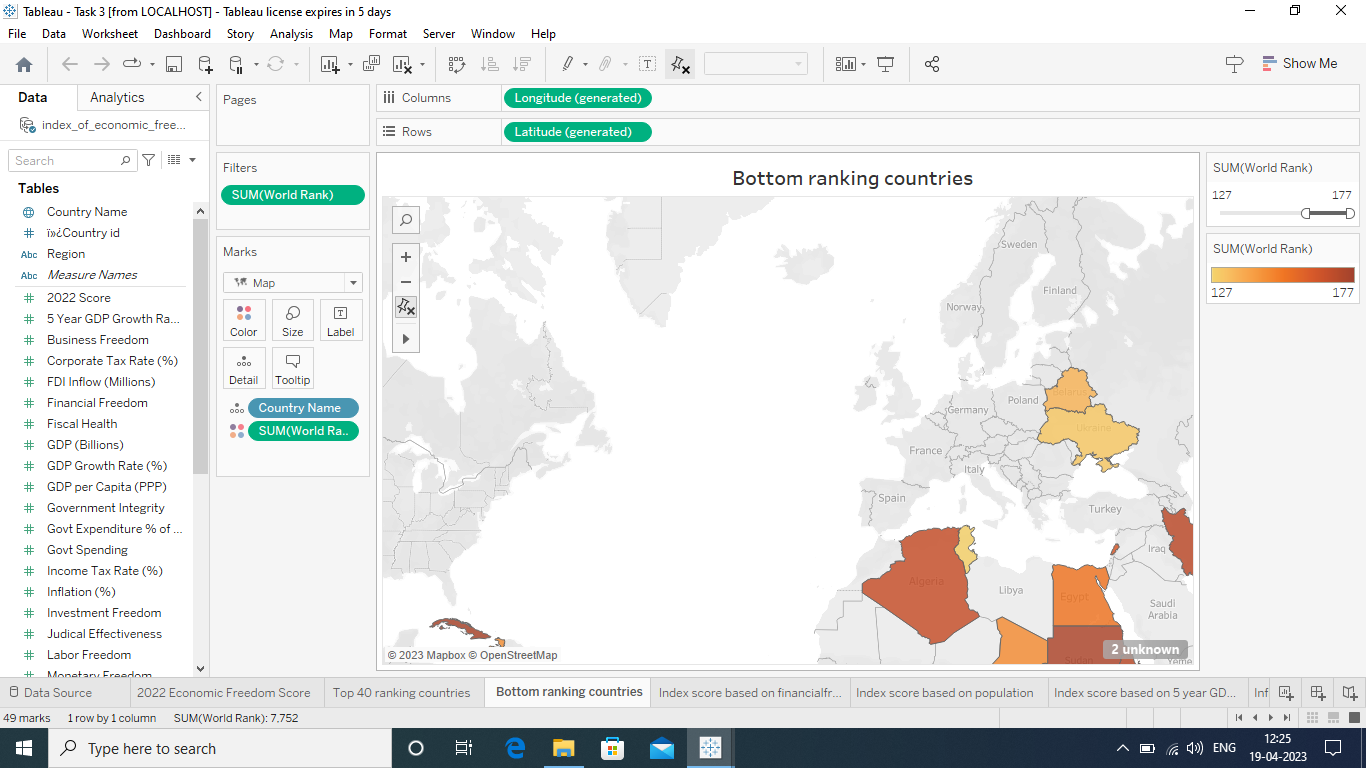 Tableau - Task 3 [from LOCALHOST] - Tableau license expires in 5 days
File Data Worksheet Dashboard Story Analysis Map Format Server Window Help
Show Me
Data Analytics
index_of_economic_free...
Search
Tables
Country Name
ï»¿Country id
Region
Measure Names
2022 Score
5 Year GDP Growth Ra...
Business Freedom
Corporate Tax Rate (%)
FDI Inflow (Millions)
Financial Freedom
Fiscal Health
GDP (Billions)
GDP Growth Rate (%)
GDP per Capita (PPP)
Government Integrity
Govt Expenditure % of ...
Govt Spending
Income Tax Rate (%)
Inflation (%)
Investment Freedom
Judical Effectiveness
Labor Freedom
Monetary Freedom
Pages
Filters
SUM(World Rank)
Marks
Map
Color Size Label
Detail Tooltip
Country Name
SUM(World Ra..
Columns Longitude (generated)
Rows Latitude (generated)
Bottom ranking countries
Sweden
Finland
Norway
Belarus
Poland
Germany
Ukraine
France
Italy
Spain
Turkey
Iraq
Algeria
Libya
Egypt
Saudi
Arabia
Sudan
Yeme
2 unknown
© 2023 Mapbox © OpenStreetMap
SUM(World Rank)
127 177
SUM(World Rank)
127 177
Data Source 2022 Economic Freedom Score Top 40 ranking countries Bottom ranking countries Index score based on financialfr... Index score based on population Index score based on 5 year GD... Inf
49 marks 1 row by 1 column SUM(World Rank): 7,752
Type here to search
ENG
12:25
19-04-2023